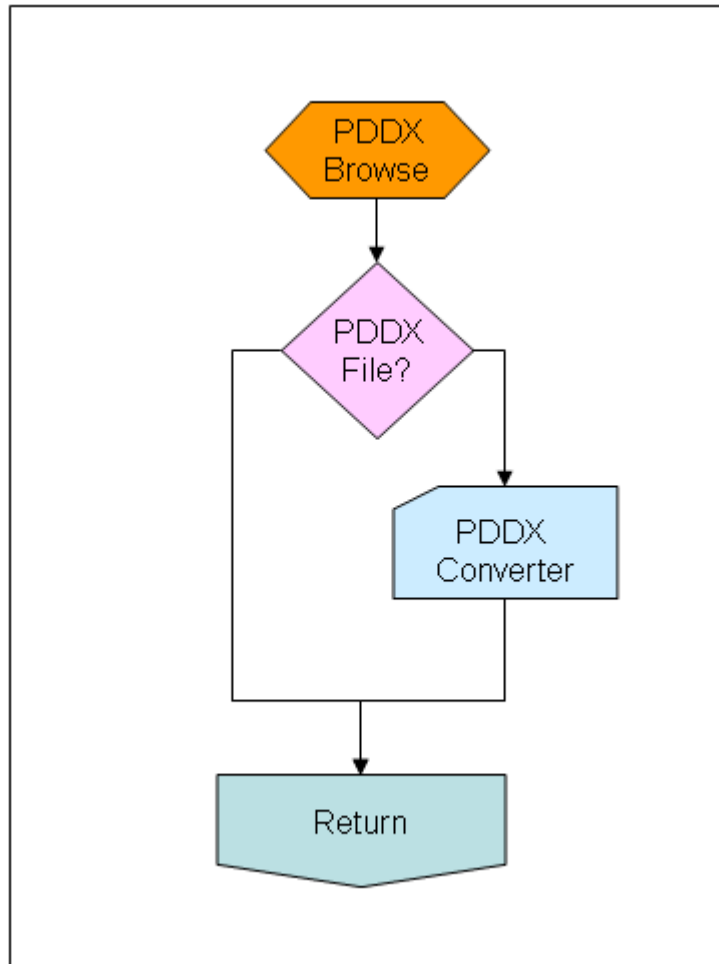 PDDX
Browse
PDDX
File?
PDDX
Converter
Return